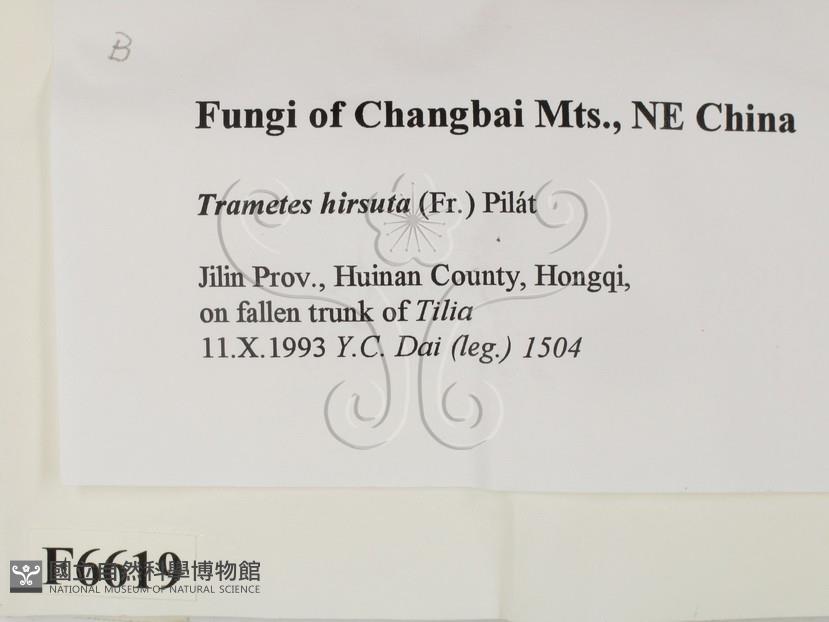 B
Fungi of Changbai Mts., NE China
Trametes hirsuta (Fr.) Pilát
Jilin Prov., Huinan County, Hongqi,
on fallen trunk of Tilia
11.X.1993 Y.C. Dai (leg.) 1504
F6619
國立自然科學博物館
NATIONAL MUSEUM OF NATURAL SCIENCE